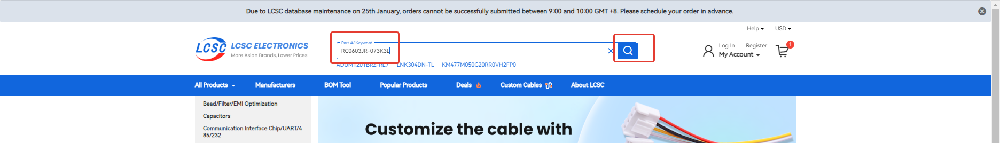 Due to LCSC database maintenance on 25th January, orders cannot be successfully submitted between 9:00 and 10:00 GMT +8. Please schedule your order in advance.
Help USD
LCSC LCSC ELECTRONICS
More Asian Brands, Lower Prices
Part #/ Keyword
RC0603JR-073K3L
Log In Register
My Account
1
ADUM1201BRZ-RL7 LNK304DN-TL KM477M050G20RR0VH2FP0
All Products Manufacturers BOM Tool Popular Products Deals Custom Cables About LCSC
Bead/Filter/EMI Optimization
Capacitors
Communication Interface Chip/UART/4
85/232
Customize the cable with